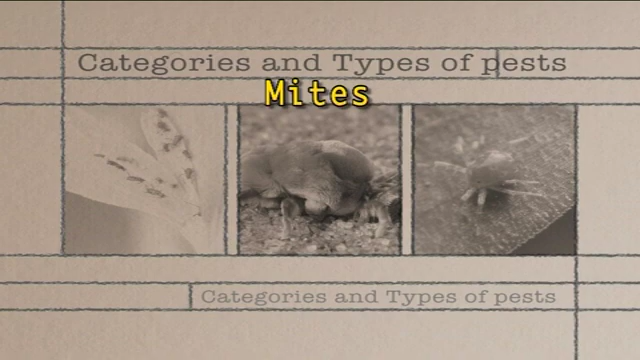 Categories and Types of pests
Mites
Categories and Types of pests